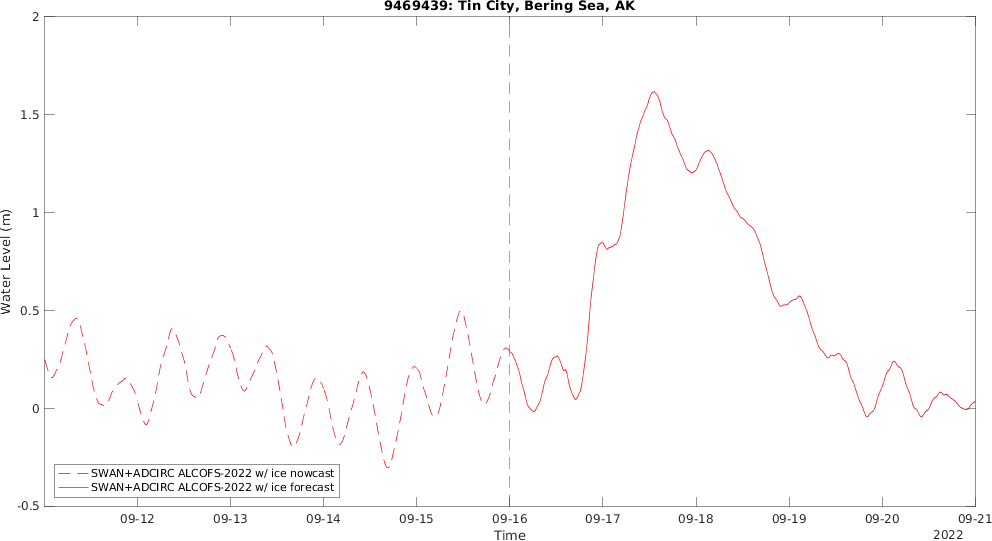 9469439: Tin City, Bering Sea, AK
2
1.5
1
0.5
0
-0.5
Water Level (m)
SWAN+ADCIRC ALCOFS-2022 w/ ice nowcast
SWAN+ADCIRC ALCOFS-2022 w/ ice forecast
09-12 09-13 09-14 09-15 09-16 09-17 09-18 09-19 09-20 09-21
Time
2022